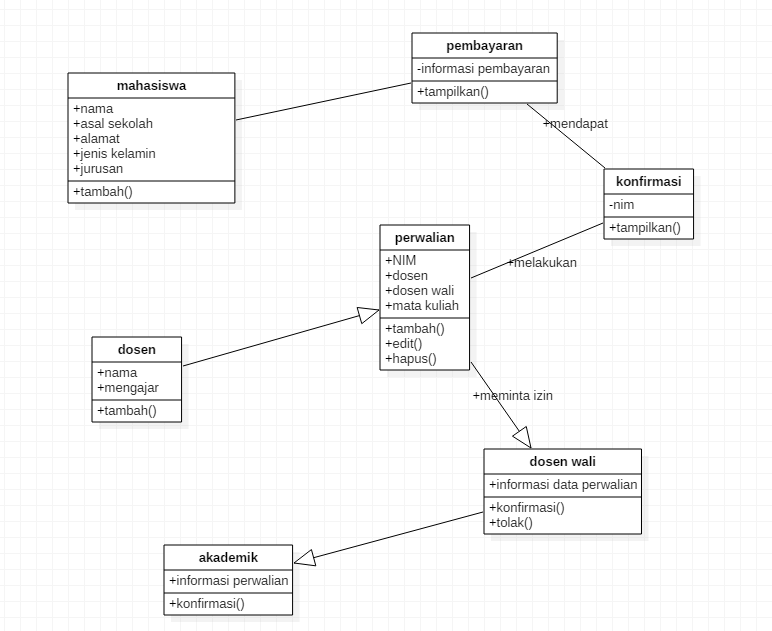 pembayaran
-informasi pembayaran
+tampilkan()
mahasiswa
+nama
+asal sekolah
+alamat
+jenis kelamin
+jurusan
+tambah()
+mendapat
konfirmasi
-nim
+tampilkan()
perwalian
+NIM
+dosen
+dosen wali
+mata kuliah
+tambah()
+edit()
+hapus()
+melakukan
dosen
+nama
+mengajar
+tambah()
+meminta izin
dosen wali
+informasi data perwalian
+konfirmasi()
+tolak()
akademik
+informasi perwalian
+konfirmasi()